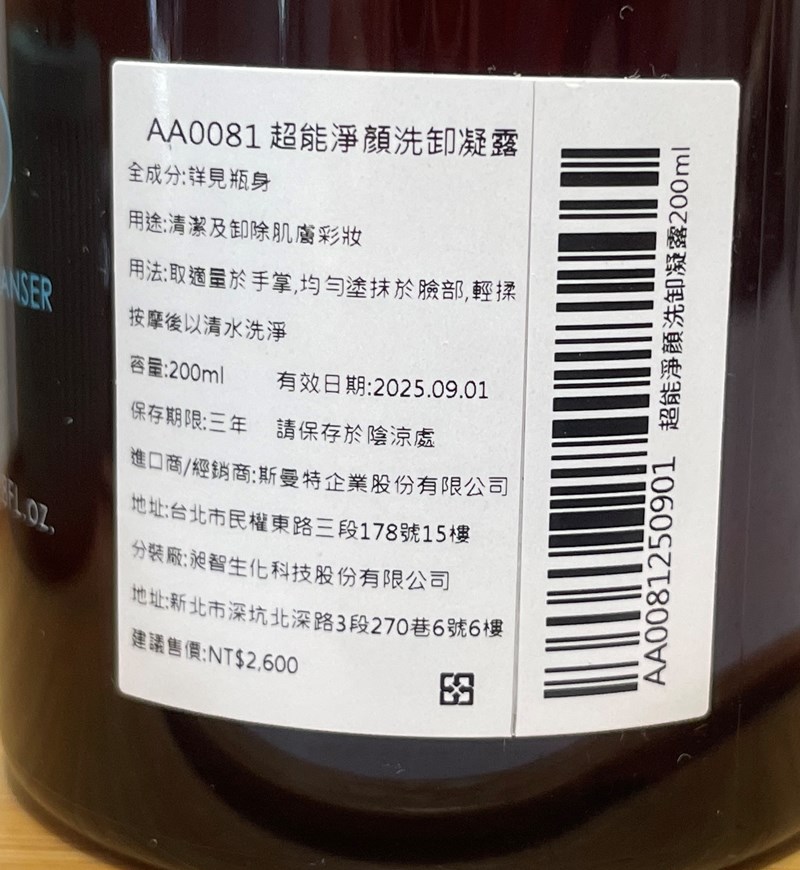 AA0081 超能淨顏洗卸凝露
全成分:詳見瓶身
用途:清潔及卸除肌膚彩妝
用法:取適量於手掌,均勻塗抹於臉部,輕揉
按摩後以清水洗淨
容量:200ml 有效日期:2025.09.01
保存期限:三年 請保存於陰涼處
進口商/經銷商:斯曼特企業股份有限公司
地址:台北市民權東路三段178號15樓
分裝廠:昶智生化科技股份有限公司
地址:新北市深坑北深路3段270巷6號6樓
建議售價:NT$2,600
AA0081250901 超能淨顏洗卸凝露200ml
ANSER
FL.OZ.